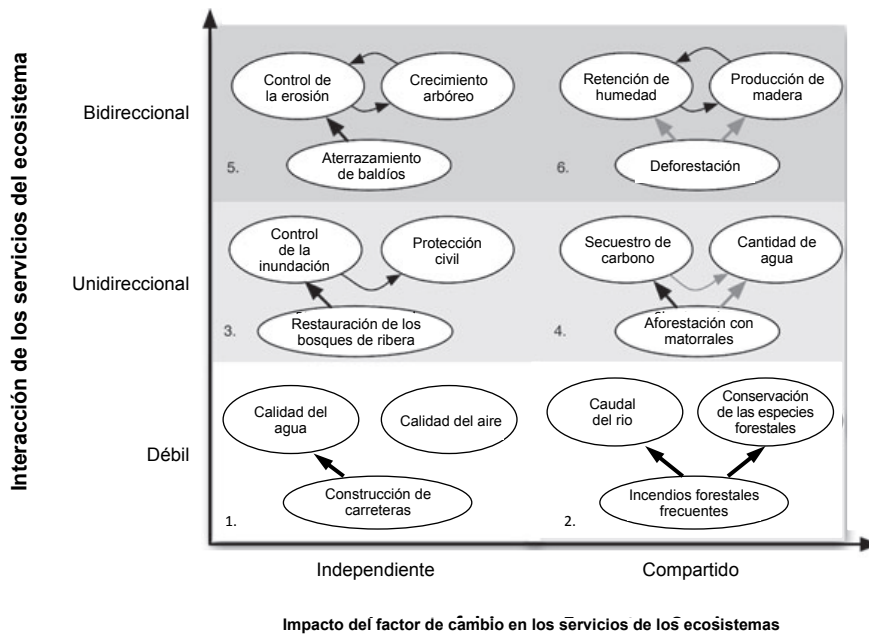 Interacción de los servicios del ecosistema
Bidireccional
Control de
la erosión
Crecimiento
arbóreo
Aterrazamiento
de baldíos
5.
Retención de
humedad
Producción de
madera
Deforestación
6.
Unidireccional
Control
de la
inundación
Protección
civil
Restauración de los
bosques de ribera
3.
Secuestro de
carbono
Cantidad de
agua
Aforestación con
matorrales
4.
Débil
Calidad del
agua
Calidad del aire
Construcción de
carreteras
1.
Caudal
del rio
Conservación
de las especies
forestales
Incendios forestales
frecuentes
2.
Independiente
Compartido
Impacto del factor de cambio en los servicios de los ecosistemas